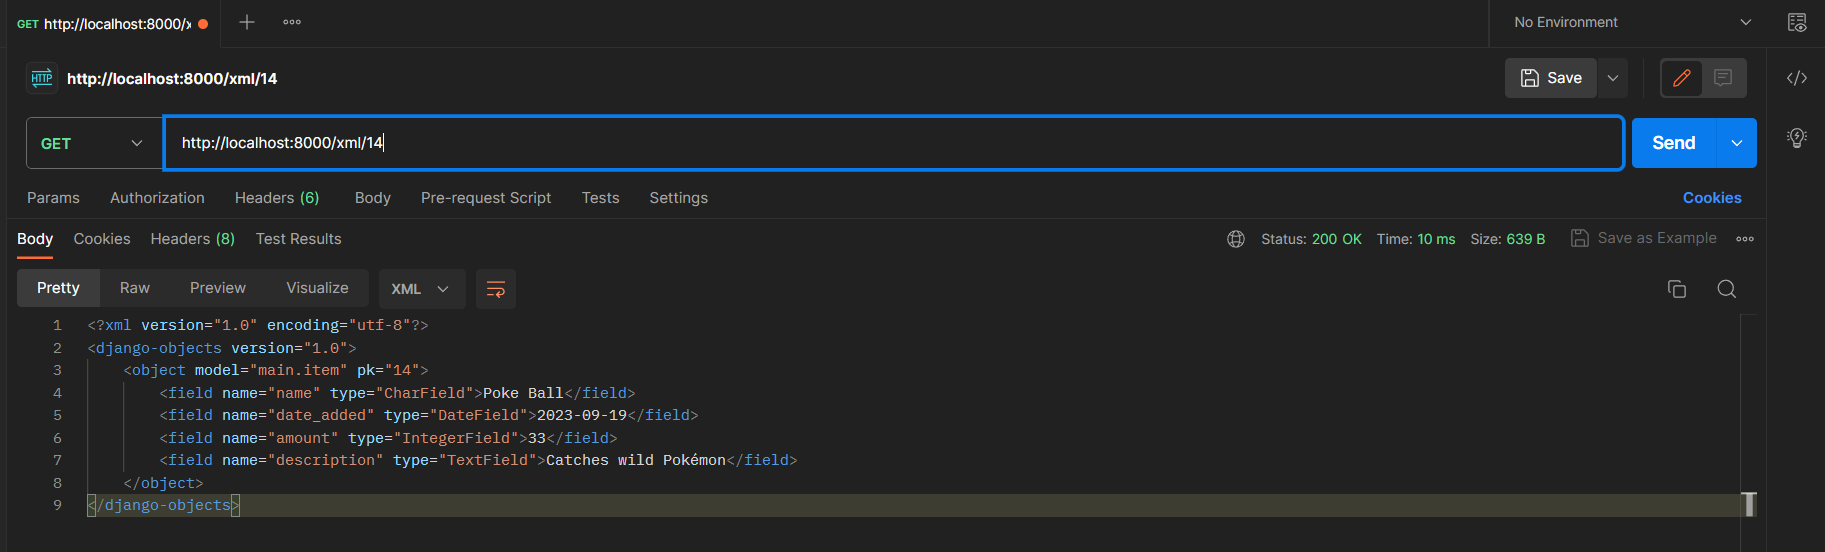 GET http://localhost:8000/x
No Environment
HTTP http://localhost:8000/xml/14
Save
GET http://localhost:8000/xml/14
Send
Params Authorization Headers (6) Body Pre-request Script Tests Settings Cookies
Body Cookies Headers (8) Test Results Status: 200 OK Time: 10 ms Size: 639 B Save as Example
Pretty Raw Preview Visualize XML
1 <?xml version="1.0" encoding="utf-8"?>
2 <django-objects version="1.0">
3 <object model="main.item" pk="14">
4 <field name="name" type="CharField">Poke Ball</field>
5 <field name="date_added" type="DateField">2023-09-19</field>
6 <field name="amount" type="IntegerField">33</field>
7 <field name="description" type="TextField">Catches wild Pokémon</field>
8 </object>
9 </django-objects>